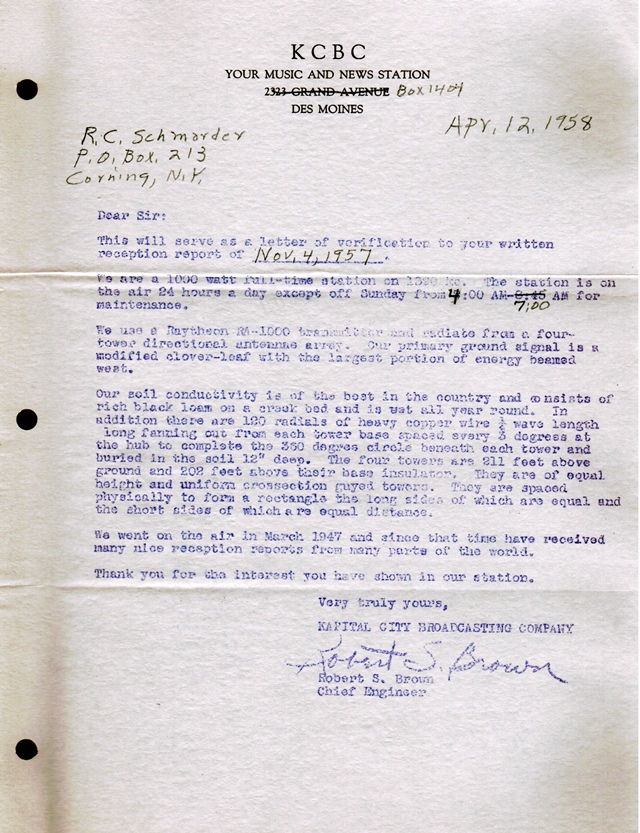 KCBC
YOUR MUSIC AND NEWS STATION
2323 GRAND AVENUE Box 1404
DES MOINES
Apr, 12, 1958
R.C. Schmarder
P.O. Box, 213
Corning, N.Y,
Dear Sir:
This will serve as a letter of verification to your written
reception report of Nov, 4, 1957.
We are a 1000 watt full-time station on 1390 kc. The station is on
the air 24 hours a day except off Sunday from 4:00 AM-6:45 AM for
7:00
maintenance.
We use a Raytheon RA-1000 transmitter and radiate from a four-
tower directional antennae array. Our primary ground signal is a
modified clover-leaf with the largest portion of energy beamed
west.
Our soil conductivity is of the best in the country and consists of
rich black loam on a creek bed and is wet all year round. In
addition there are 120 radials of heavy copper wire ¼ wave length
long fanning out from each tower base spaced every 3 degrees at
the hub to complete the 360 degree circle beneath each tower and
buried in the soil 12" deep. The four towers are 211 feet above
ground and 202 feet above their base insulator. They are of equal
height and uniform crossection guyed towers. They are spaced
physically to form a rectangle the long sides of which are equal and
the short sides of which are equal distance.
We went on the air in March 1947 and since that time have received
many nice reception reports from many parts of the world.
Thank you for the interest you have shown in our station.
Very truly yours,
KAPITAL CITY BROADCASTING COMPANY
Robert S. Brown
Robert S. Brown
Chief Engineer